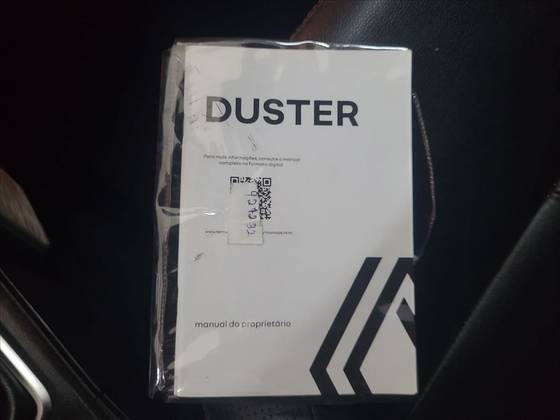 DUSTER
Para mais informações, consulte o manual
completo no formato digital
manual do proprietário